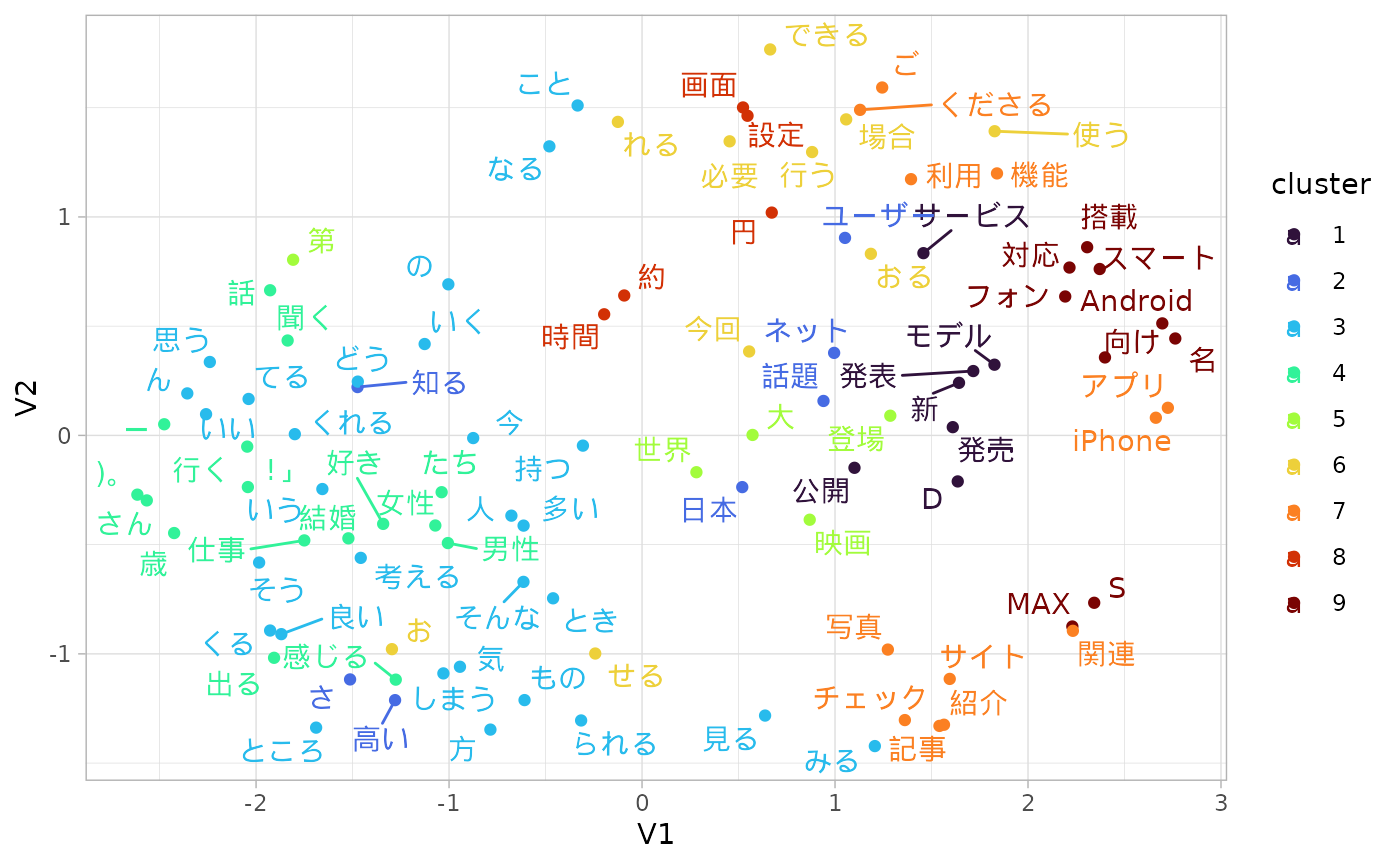 できる
ご
こと
画面
くださる
れる
設定
場合
使う
なる
必要
行う
利用
機能
cluster
円
ユーザー
サービス
搭載
1
1
第
の
対応
スマート
2
話
約
フォン
Android
聞く
いく
時間
今回
ネット
モデル
向け
名
3
思う
どう
知る
話題
発表
アプリ
ん
てる
新
4
V2
0
ー
いい
くれる
今
大
登場
iPhone
5
)。
行く
!」
好き
たち
持つ
世界
発売
6
さん
いう
結婚
女性
人
多い
日本
公開
D
7
歳
仕事
男性
映画
8
そう
考える
9
くる
良い
そんな
とき
MAX
S
お
写真
-1
出る
感じる
気
もの
せる
サイト
関連
さ
しまう
チェック
紹介
ところ
高い
方
られる
見る
みる
記事
-2
-1
0
1
2
3
V1